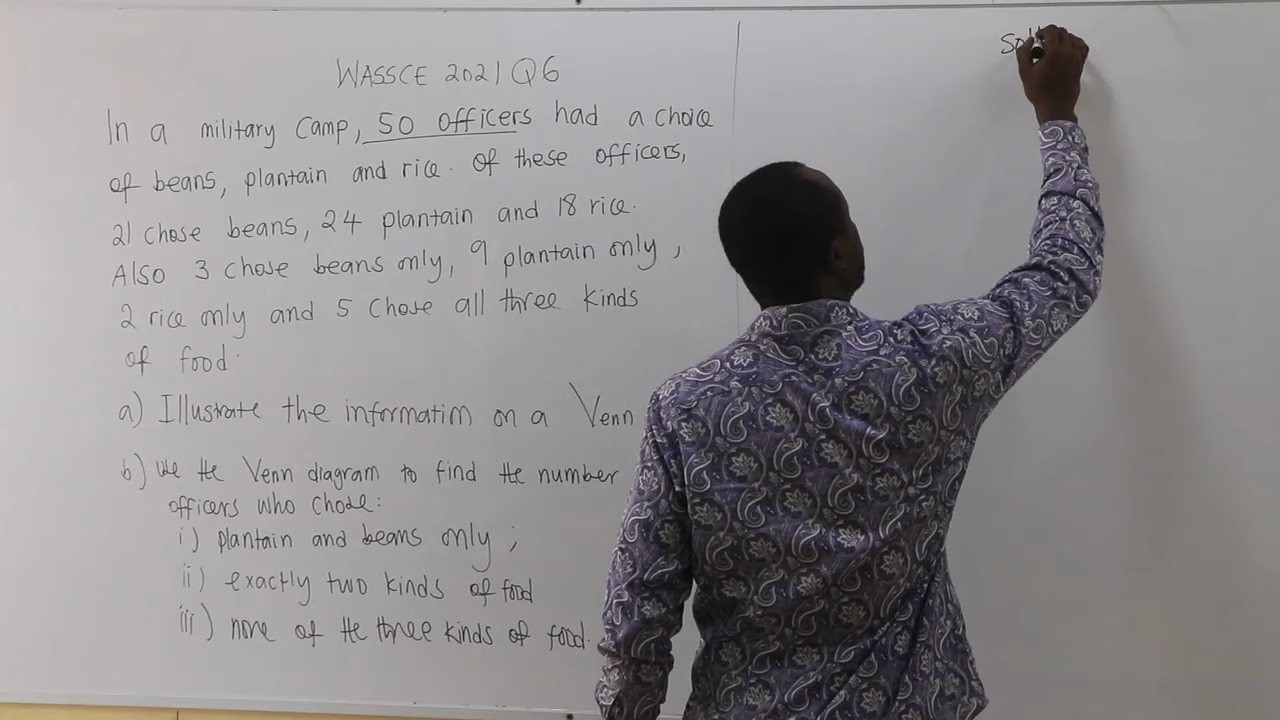 WASSCE 2021 Q6
In a military camp, 50 officers had a choice
of beans, plantain and rice. Of these officers,
21 chose beans, 24 plantain and 18 rice.
Also 3 chose beans only, 9 plantain only,
2 rice only and 5 chose all three kinds
of food.
a) Illustrate the information on a Venn
b) Use the Venn diagram to find the number
officers who chose:
i) plantain and beans only;
ii) exactly two kinds of food
iii) none of the three kinds of food.